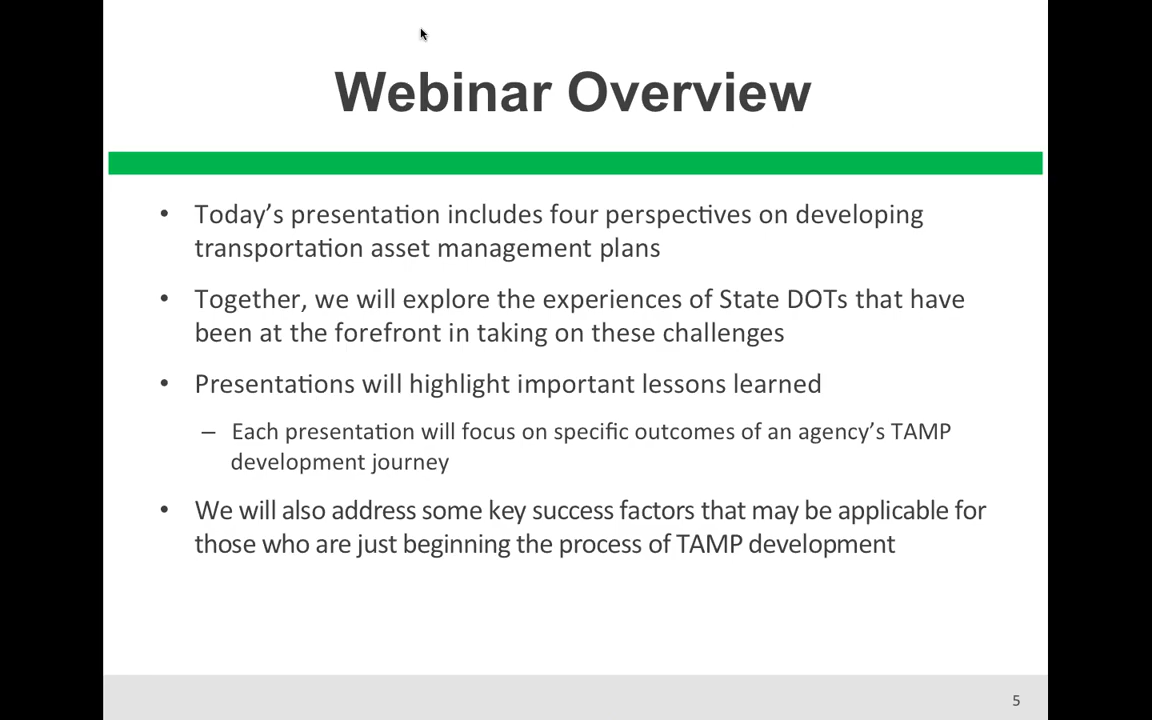 Webinar Overview
• Today’s presentation includes four perspectives on developing
transportation asset management plans
• Together, we will explore the experiences of State DOTs that have
been at the forefront in taking on these challenges
• Presentations will highlight important lessons learned
– Each presentation will focus on specific outcomes of an agency’s TAMP
development journey
• We will also address some key success factors that may be applicable for
those who are just beginning the process of TAMP development
5